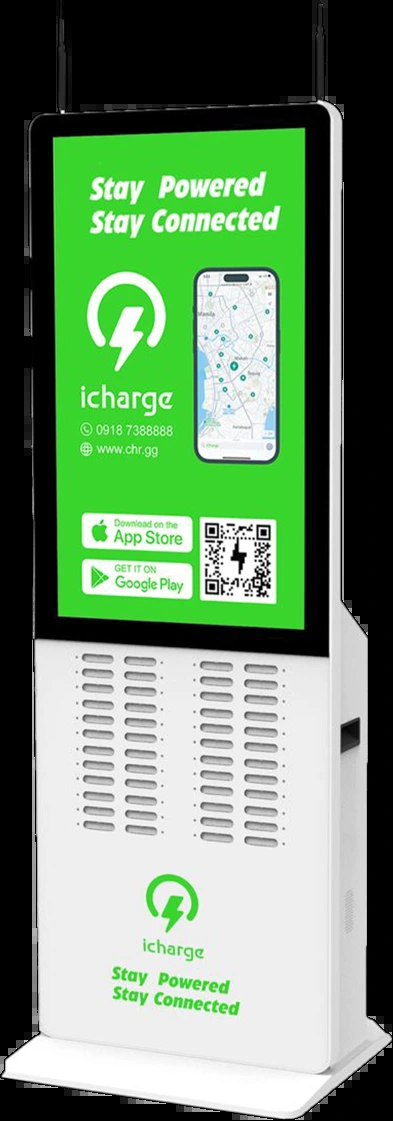 Stay Powered
Stay Connected
icharge
0918 7388888
www.chr.gg
Manila
Download on the
App Store
GET IT ON
Google Play
icharge
Stay Powered
Stay Connected